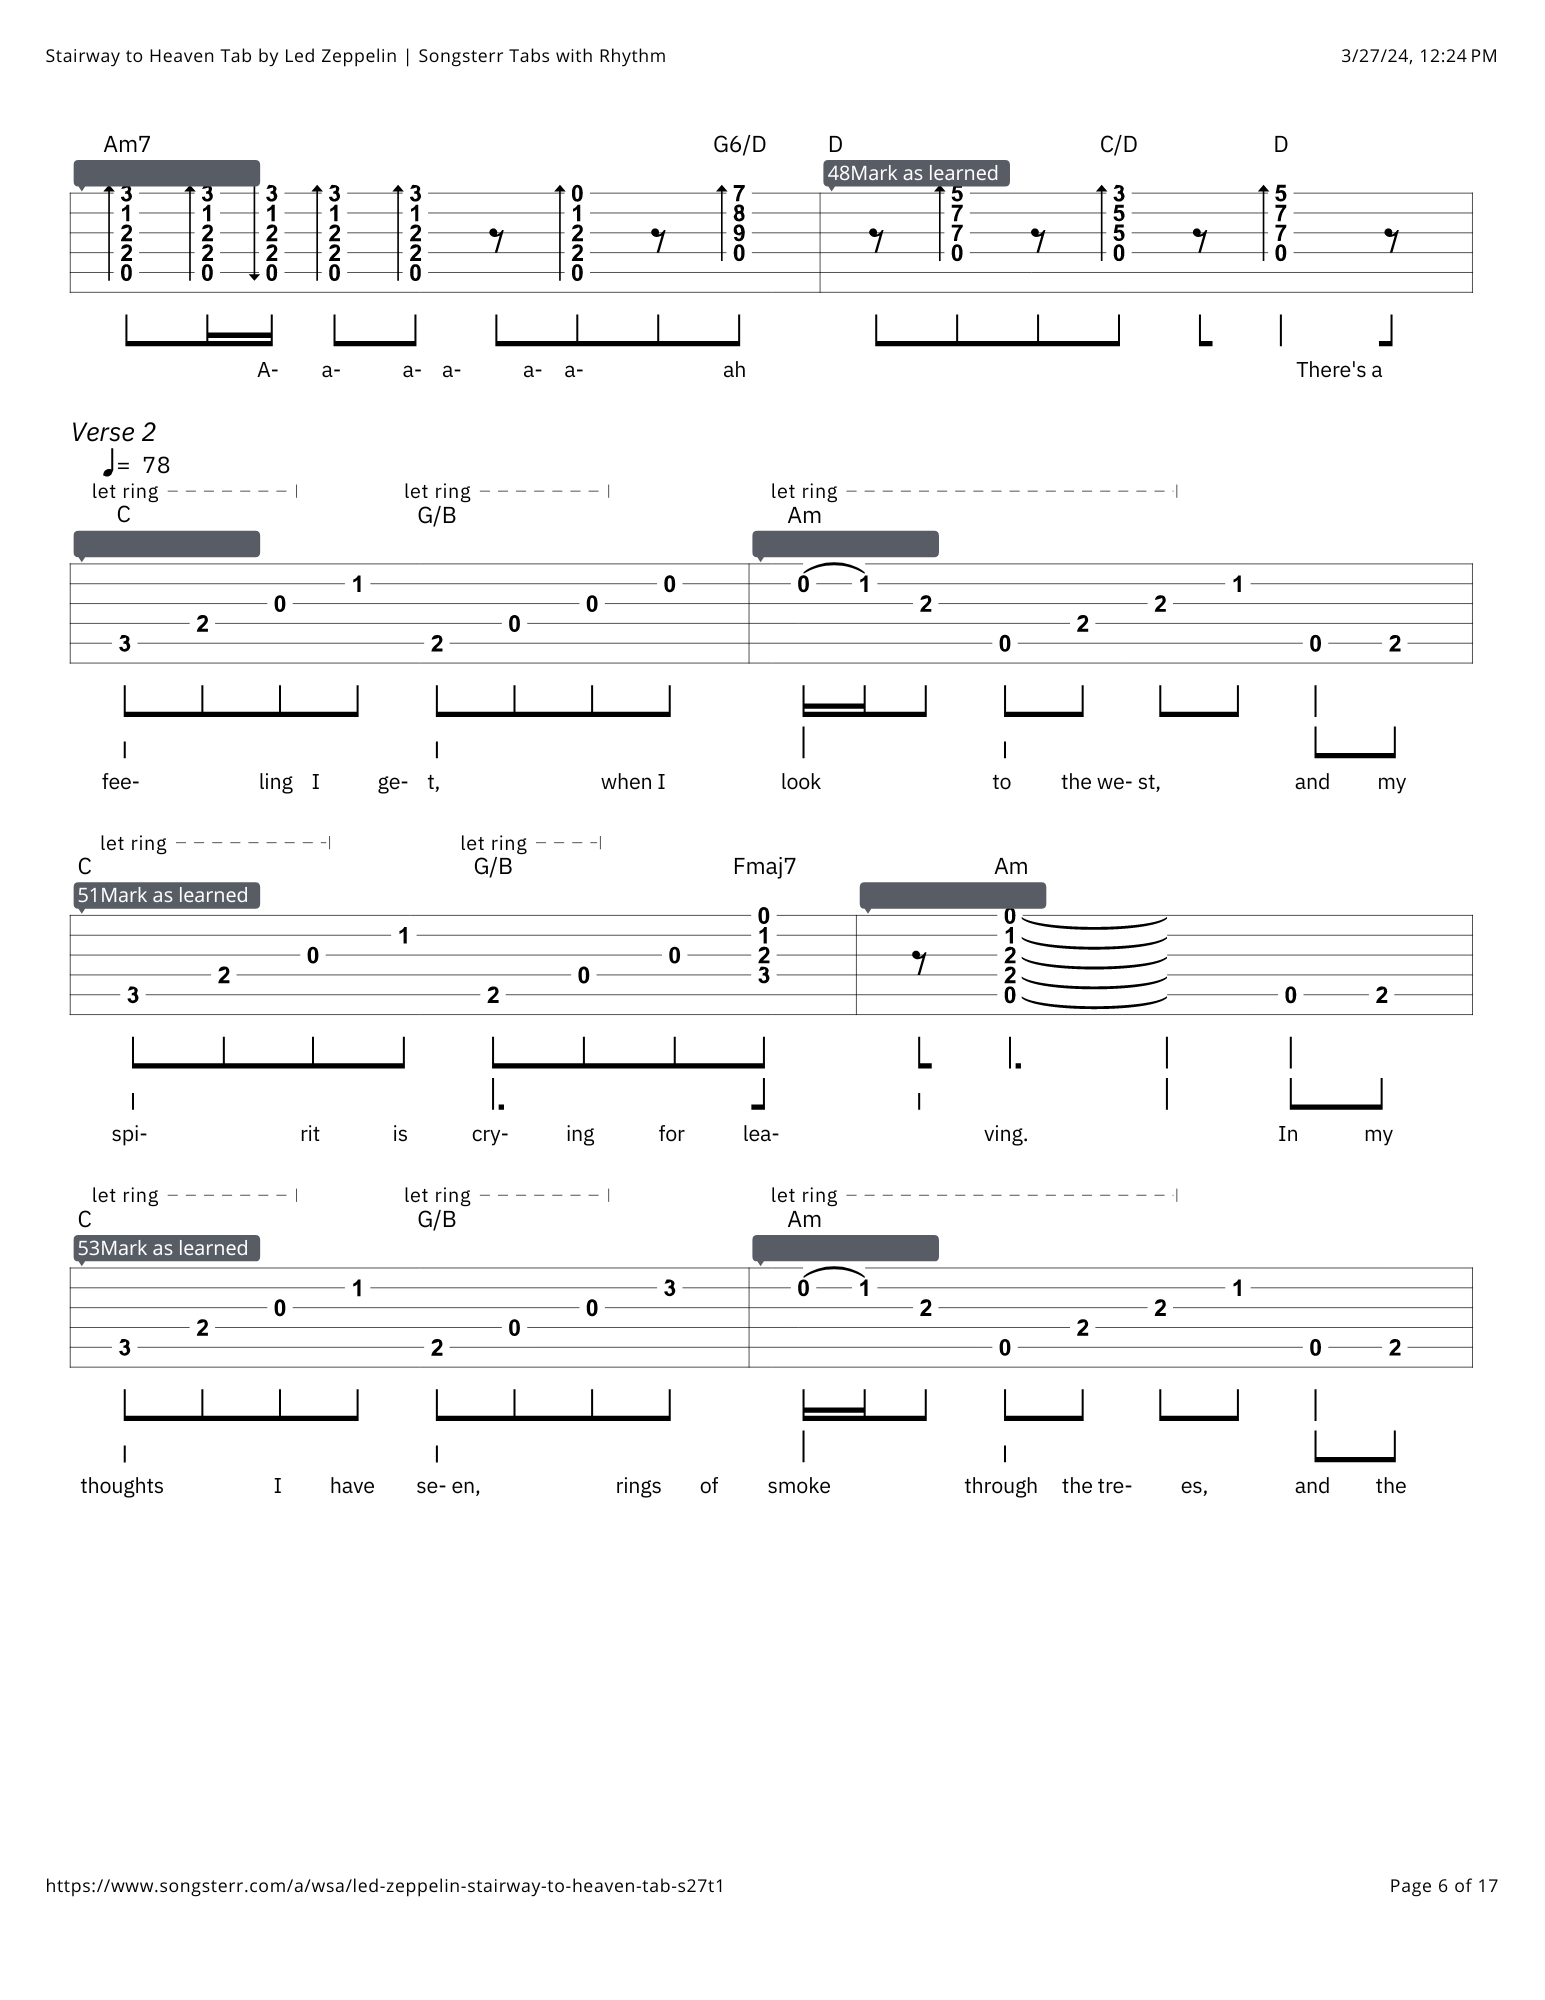 Stairway to Heaven Tab by Led Zeppelin | Songsterr Tabs with Rhythm 3/27/24, 12:24 PM
Am7 G6/D D C/D D
48Mark as learned
3 3 3 3 3 0 7 5 3 5
1 1 1 1 1 1 8 7 5 7
2 2 2 2 2 2 9 7 5 7
2 2 2 2 2 2 0 0 0 0
0 0 0 0 0 0
A- a- a- a- a- a- ah There's a
Verse 2
= 78
let ring let ring let ring
C G/B Am
1 0 0 1 1
0 0 2 2
2 0 2
3 2 0 0 2
fee- ling I ge- t, when I look to the we- st, and my
let ring let ring
C G/B Fmaj7 Am
51Mark as learned
0 0
1 1 1
0 0 2 2
2 0 3 2
3 2 0 0 2
spi- rit is cry- ing for lea- ving. In my
let ring let ring let ring
C G/B Am
53Mark as learned
1 3 0 1 1
0 0 2 2
2 0 2
3 2 0 0 2
thoughts I have se- en, rings of smoke through the tre- es, and the
https://www.songsterr.com/a/wsa/led-zeppelin-stairway-to-heaven-tab-s27t1 Page 6 of 17